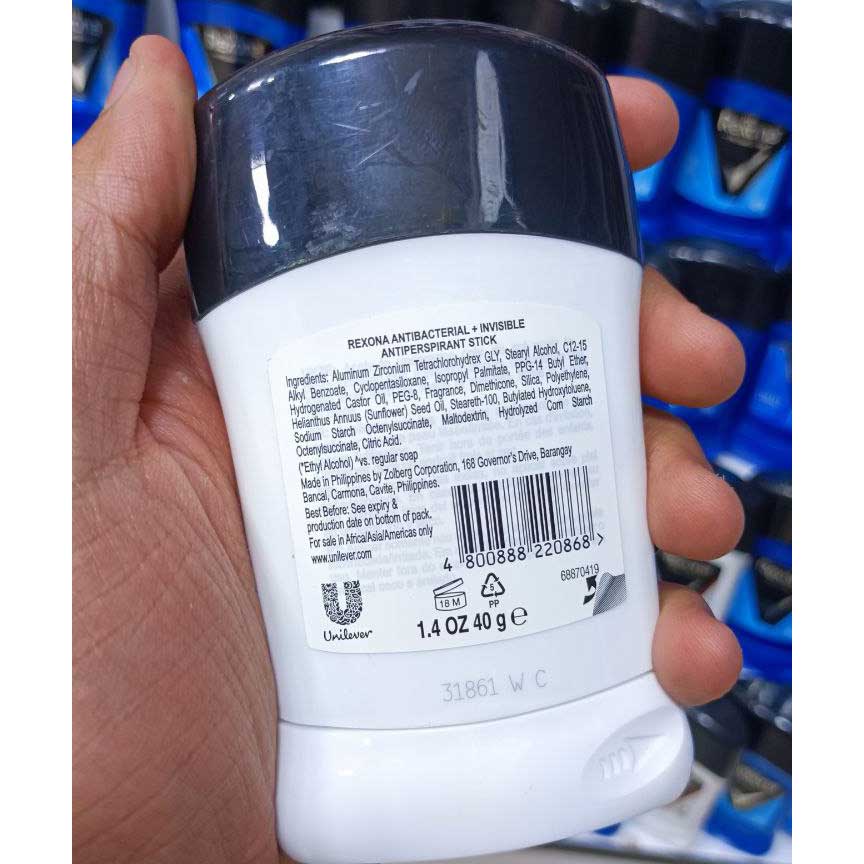 REXONA ANTIBACTERIAL + INVISIBLE
ANTIPERSPIRANT STICK
Ingredients: Aluminum Zirconium Tetrachlorohydrex GLY, Stearyl Alcohol, C12-15
Alkyl Benzoate, Cyclopentasiloxane, Isopropyl Palmitate, PPG-14 Butyl Ether,
Hydrogenated Castor Oil, PEG-8, Fragrance, Dimethicone, Silica, Polyethylene,
Helianthus Annuus (Sunflower) Seed Oil, Steareth-100, Butylated Hydroxytoluene,
Sodium Starch Octenylsuccinate, Maltodextrin, Hydrolyzed Corn Starch
Octenylsuccinate, Citric Acid.
(*Ethyl Alcohol) ^vs. regular soap
Made in Philippines by Zolberg Corporation, 168 Governor's Drive, Barangay
Bancal, Carmona, Cavite, Philippines.
Best Before: See expiry &
production date on bottom of pack.
For sale in Africa/Asia/Americas only
www.unilever.com
4 800888 220868 >
68870419
Unilever
18 M
5
PP
1.4 OZ 40 g e
31861 W C
Rexona